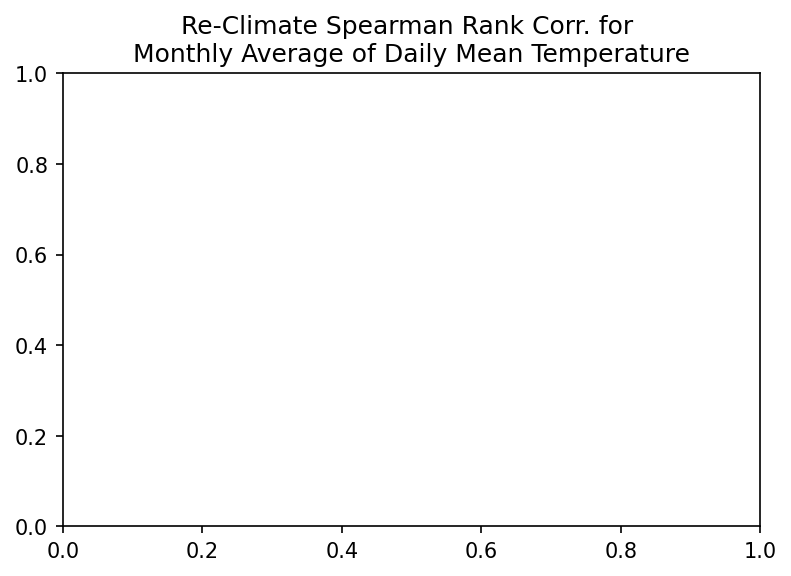 Re-Climate Spearman Rank Corr. for
Monthly Average of Daily Mean Temperature
1.0
0.8
0.6
0.4
0.2
0.0
0.0 0.2 0.4 0.6 0.8 1.0